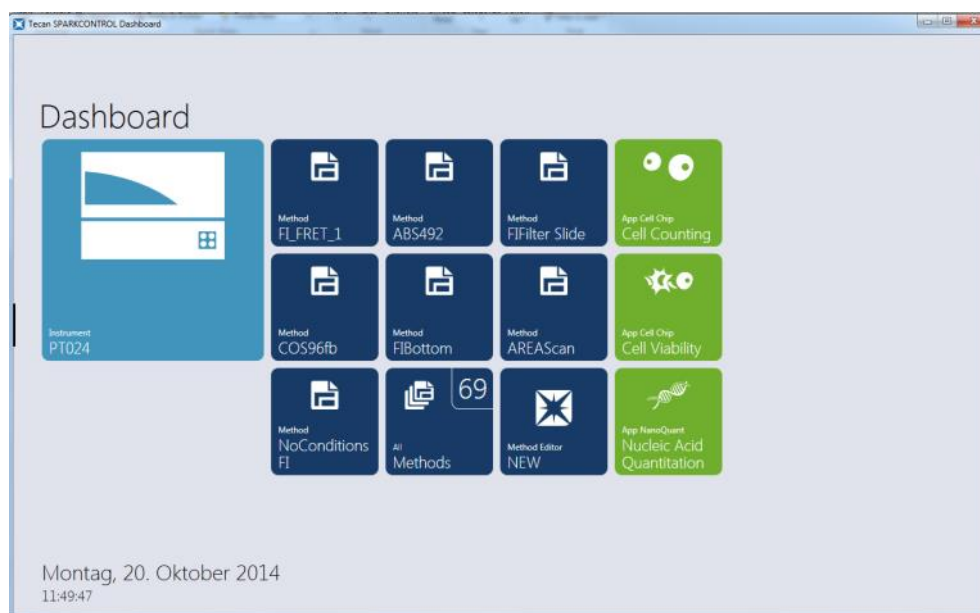 Tecan SPARKCONTROL Dashboard
Dashboard
Instrument
PT024
Method
FI_FRET_1
Method
ABS492
Method
FIFilter Slide
App Cell Chip
Cell Counting
Method
COS96fb
Method
FIBottom
Method
AREAScan
App Cell Chip
Cell Viability
Method
NoConditions
FI
69
All
Methods
Method Editor
NEW
App NanoQuant
Nucleic Acid
Quantitation
Montag, 20. Oktober 2014
11:49:47